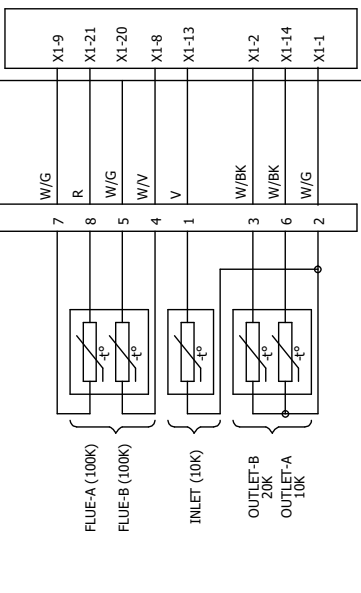 X1-9
X1-21
X1-20
X1-8
X1-13
X1-2
X1-14
X1-1
W/G
R
W/G
W/V
V
W/BK
W/BK
W/G
7
8
5
4
1
3
6
2
-t°
-t°
-t°
-t°
-t°
FLUE-A (100K)
FLUE-B (100K)
INLET (10K)
OUTLET-B
20K
OUTLET-A
10K